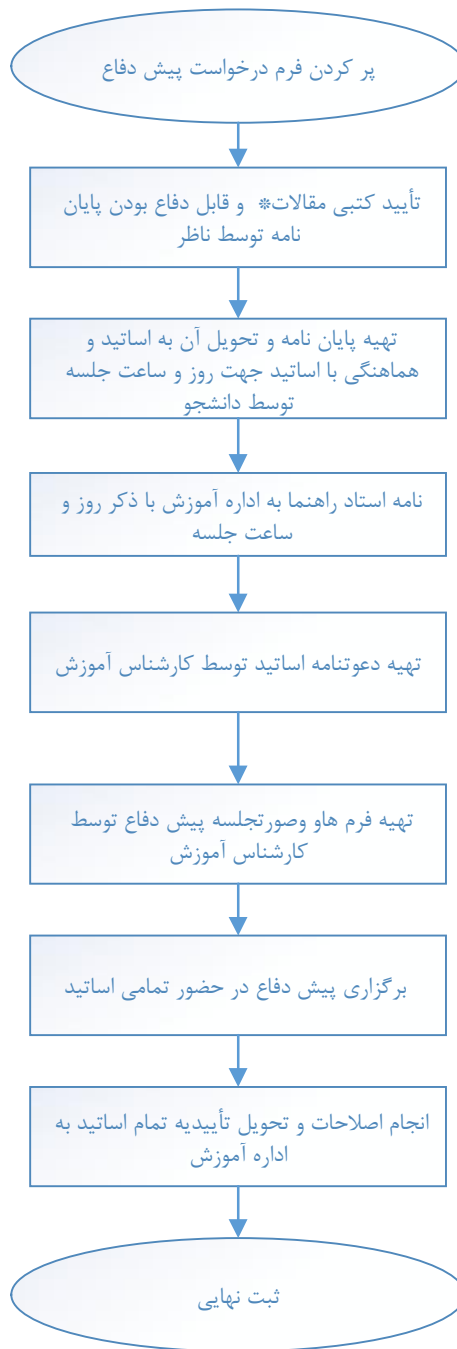 پر کردن فرم درخواست پیش دفاع
تأیید کتبی مقالات* و قابل دفاع بودن پایان
نامه توسط ناظر
تهیه پایان نامه و تحویل آن به اساتید و
هماهنگی با اساتید جهت روز و ساعت جلسه
توسط دانشجو
نامه استاد راهنما به اداره آموزش با ذکر روز و
ساعت جلسه
تهیه دعوتنامه اساتید توسط کارشناس آموزش
تهیه فرم هاو وصورتجلسه پیش دفاع توسط
کارشناس آموزش
برگزاری پیش دفاع در حضور تمامی اساتید
انجام اصلاحات و تحویل تأییدیه تمام اساتید به
اداره آموزش
ثبت نهایی